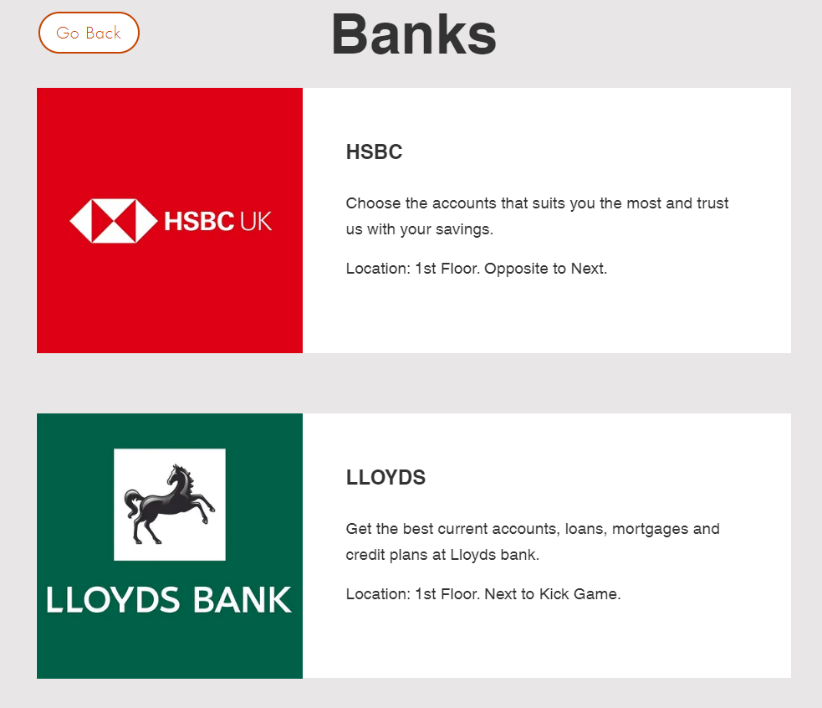 Go Back
Banks
HSBC UK
HSBC
Choose the accounts that suits you the most and trust
us with your savings.
Location: 1st Floor. Opposite to Next.
LLOYDS BANK
LLOYDS
Get the best current accounts, loans, mortgages and
credit plans at Lloyds bank.
Location: 1st Floor. Next to Kick Game.